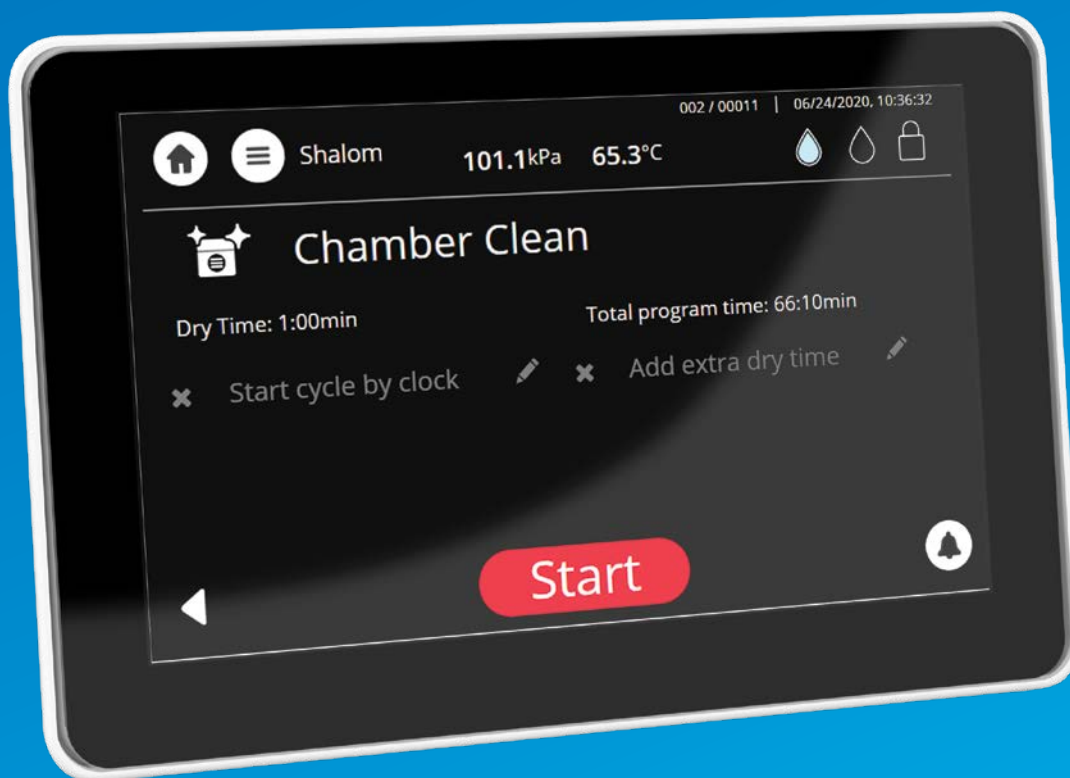 002 / 00011 | 06/24/2020, 10:36:32
Shalom 101.1kPa 65.3°C
Chamber Clean
Dry Time: 1:00min Total program time: 66:10min
Start cycle by clock Add extra dry time
Start